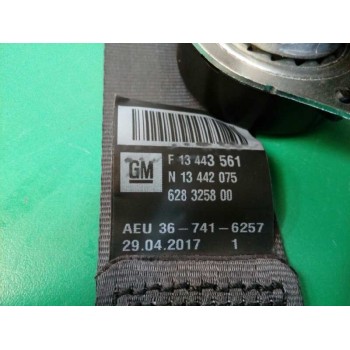 F 13 443 561
GM
N 13 442 075
628 3258 00
AEU 36-741-6257
29.04.2017 1